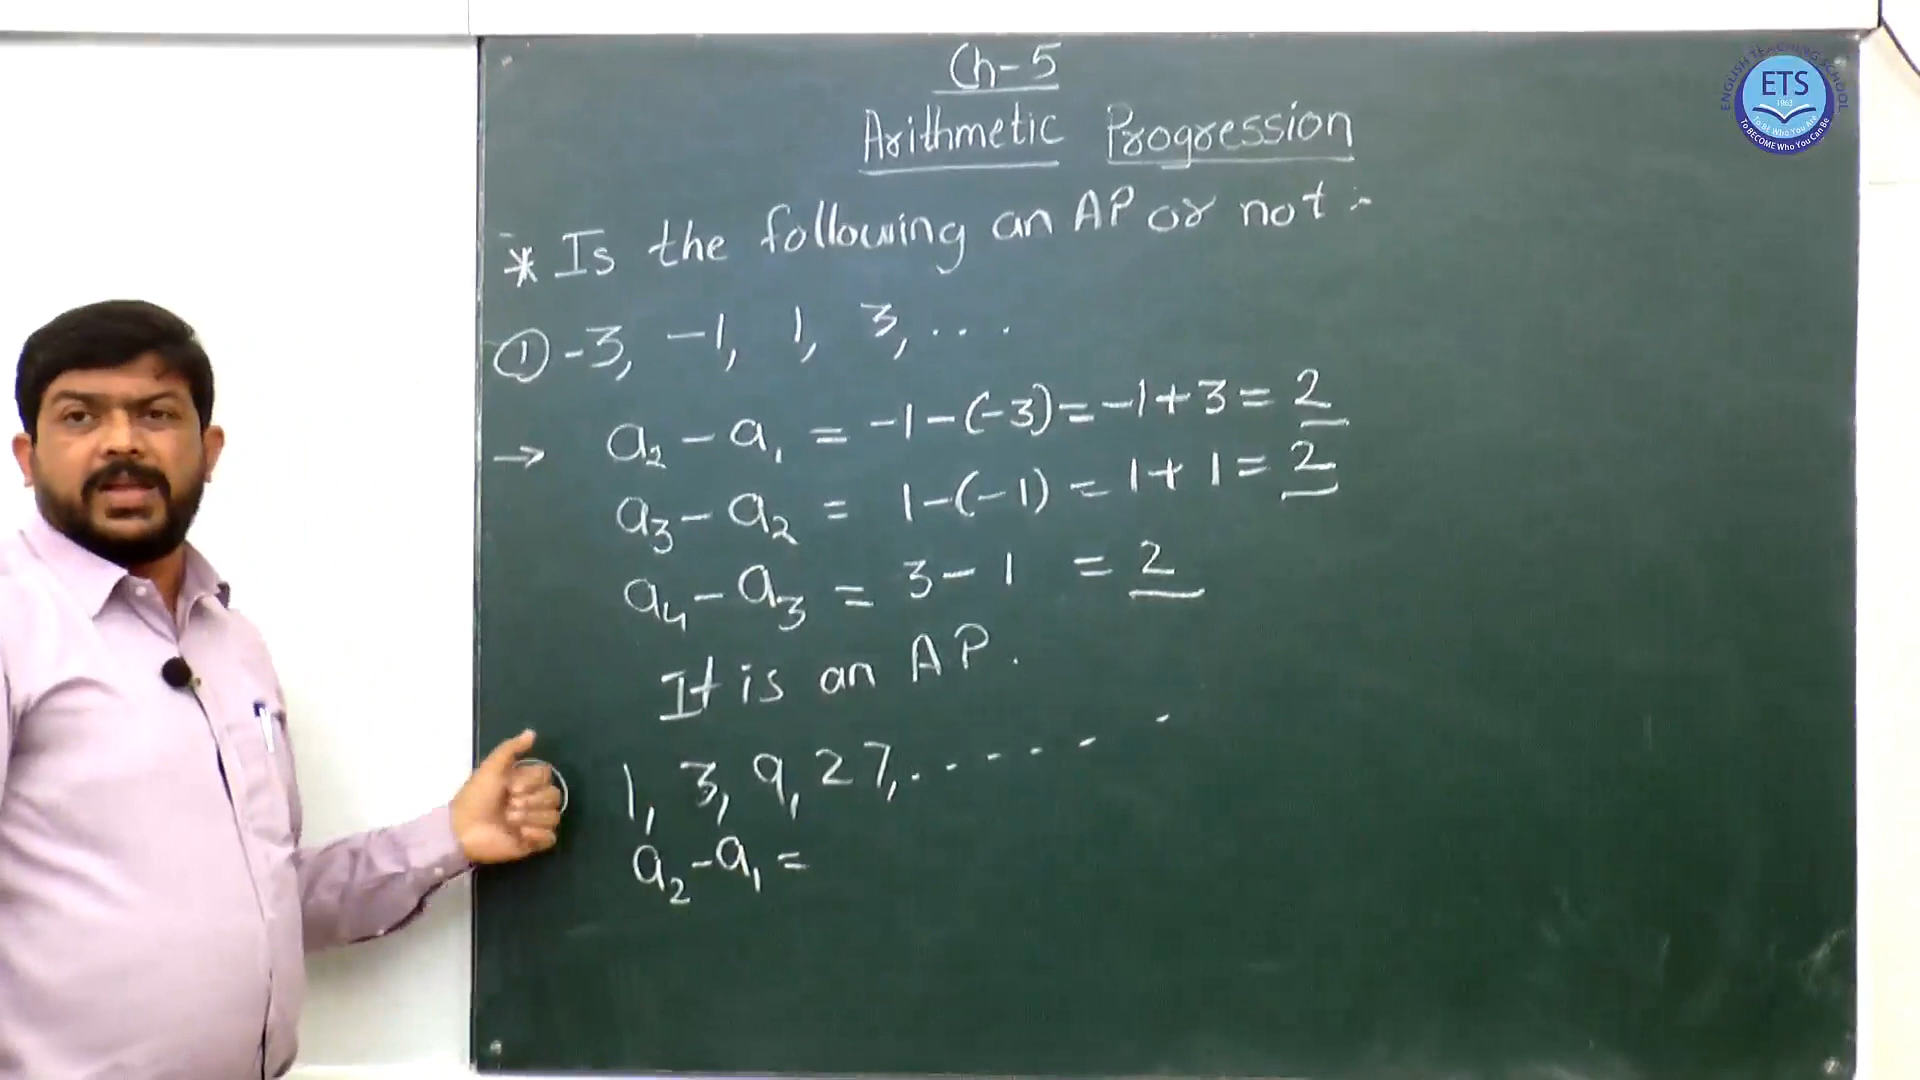 Ch-5
Arithmetic Progression
* Is the following an AP or not :-
① -3, -1, 1, 3, ...
→ a₂ - a₁ = -1-(-3) = -1+3 = 2
a₃ - a₂ = 1-(-1) = 1+1 = 2
a₄ - a₃ = 3-1 = 2
It is an AP.
1, 3, 9, 27, .......
a₂ - a₁ =
ENGLISH TEACHING SCHOOL
ETS
1963
To BE Who You Are
To BECOME Who You Can Be